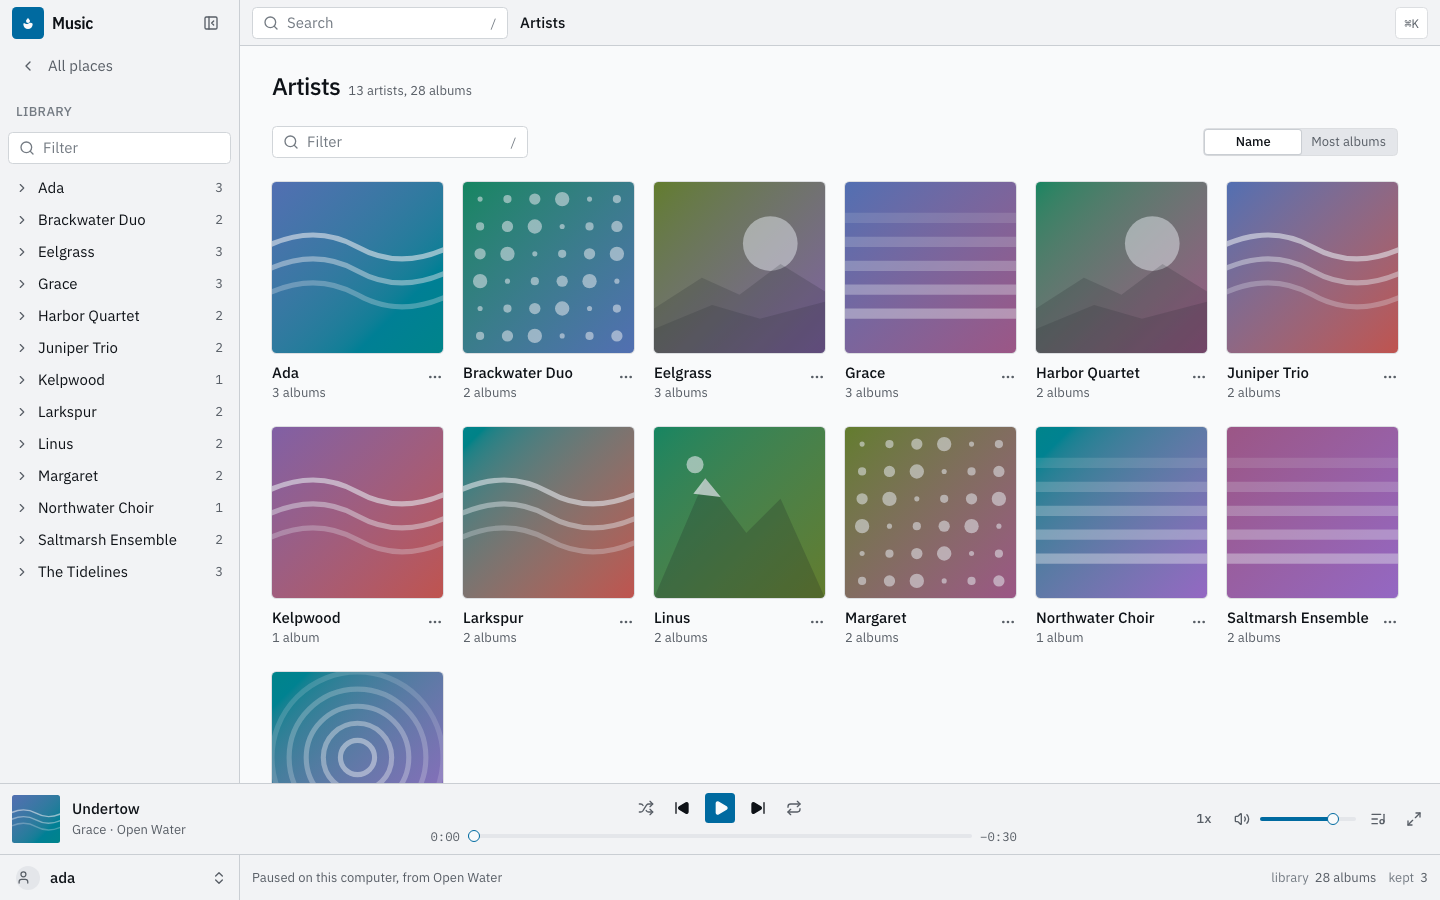 Music
Search /
Artists
⌘K
All places
LIBRARY
Filter
Ada 3
Brackwater Duo 2
Eelgrass 3
Grace 3
Harbor Quartet 2
Juniper Trio 2
Kelpwood 1
Larkspur 2
Linus 2
Margaret 2
Northwater Choir 1
Saltmarsh Ensemble 2
The Tidelines 3
Artists 13 artists, 28 albums
Filter /
Name Most albums
Ada ...
3 albums
Brackwater Duo ...
2 albums
Eelgrass ...
3 albums
Grace ...
3 albums
Harbor Quartet ...
2 albums
Juniper Trio ...
2 albums
Kelpwood ...
1 album
Larkspur ...
2 albums
Linus ...
2 albums
Margaret ...
2 albums
Northwater Choir ...
1 album
Saltmarsh Ensemble ...
2 albums
Undertow
Grace · Open Water
0:00 −0:30
1x
ada
Paused on this computer, from Open Water
library 28 albums kept 3